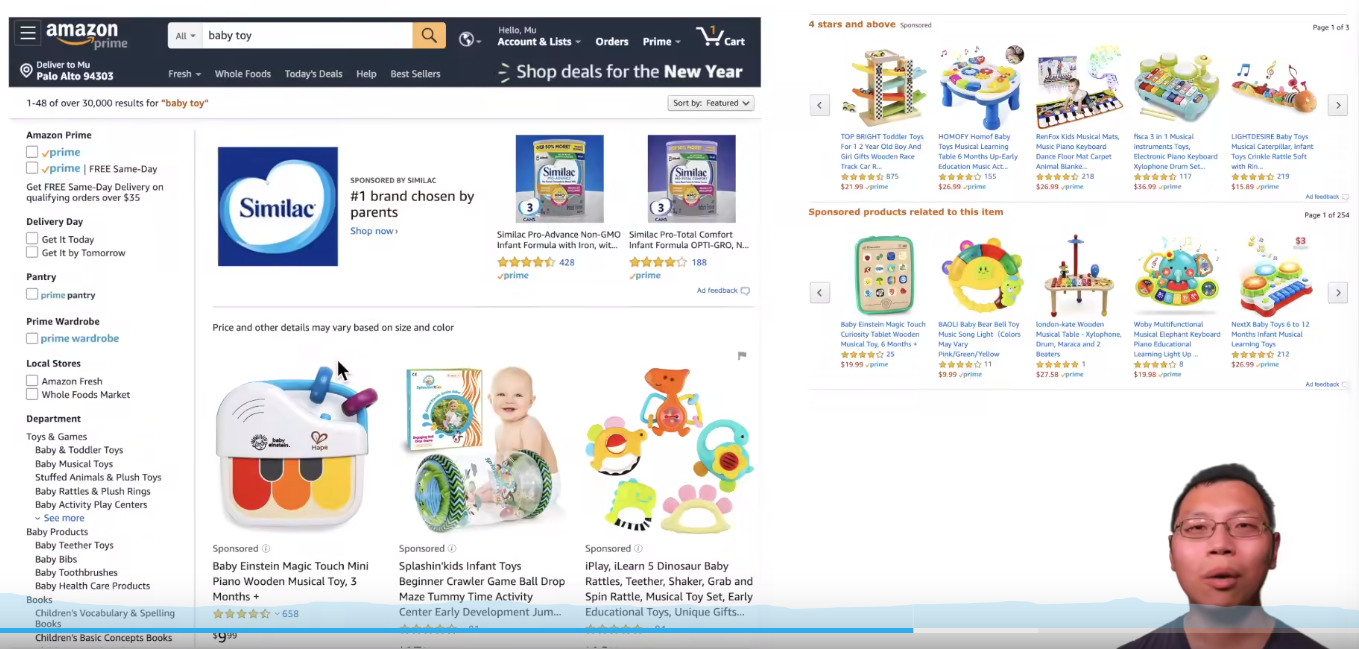 amazon
prime
All
baby toy
Hello, Mu
Account & Lists
Orders
Prime
1
Cart
Deliver to Mu
Palo Alto 94303
Fresh
Whole Foods
Today's Deals
Help
Best Sellers
Shop deals for the New Year
1-48 of over 30,000 results for "baby toy"
Sort by: Featured
Amazon Prime
prime
prime | FREE Same-Day
Get FREE Same-Day Delivery on
qualifying orders over $35
Delivery Day
Get It Today
Get It by Tomorrow
Pantry
prime pantry
Prime Wardrobe
prime wardrobe
Local Stores
Amazon Fresh
Whole Foods Market
Department
Toys & Games
Baby & Toddler Toys
Baby Musical Toys
Stuffed Animals & Plush Toys
Baby Rattles & Plush Rings
Baby Activity Play Centers
See more
Baby Products
Baby Teether Toys
Baby Bibs
Baby Toothbrushes
Baby Health Care Products
Books
Children's Vocabulary & Spelling
Books
Children's Basic Concepts Books
Similac
SPONSORED BY SIMILAC
#1 brand chosen by
parents
Shop now ›
Similac
3
Similac Pro-Advance Non-GMO
Infant Formula with Iron, wit...
428
prime
Similac
3
Similac Pro-Total Comfort
Infant Formula OPTI-GRO, N...
188
prime
Ad feedback
Price and other details may vary based on size and color
baby einstein
Hape
Sponsored
Baby Einstein Magic Touch Mini
Piano Wooden Musical Toy, 3
Months +
658
$9.99
Sponsored
Splashin'kids Infant Toys
Beginner Crawler Game Ball Drop
Maze Tummy Time Activity
Center Early Development Jum...
Sponsored
iPlay, iLearn 5 Dinosaur Baby
Rattles, Teether, Shaker, Grab and
Spin Rattle, Musical Toy Set, Early
Educational Toys, Unique Gifts...
4 stars and above Sponsored
Page 1 of 3
TOP BRIGHT Toddler Toys
For 1 2 Year Old Boy And
Girl Gifts Wooden Race
Track Car R...
875
$21.99 prime
HOMOFY Homof Baby
Toys Musical Learning
Table 6 Months Up-Early
Education Music Act...
155
$26.99 prime
BenFox Kids Musical Mats,
Music Piano Keyboard
Dance Floor Mat Carpet
Animal Blanke...
218
$26.99 prime
fisca 3 in 1 Musical
Instruments Toys,
Electronic Piano Keyboard
Xylophone Drum Set...
117
$36.99 prime
LIGHTDESIRE Baby Toys
Musical Caterpillar, Infant
Toys Crinkle Rattle Soft
with Rin...
219
$15.89 prime
Ad feedback
Sponsored products related to this item
Page 1 of 254
Baby Einstein Magic Touch
Curiosity Tablet Wooden
Musical Toy, 6 Months +
25
$19.99 prime
BAOLI Baby Bear Bell Toy
Music Song Light (Colors
May Vary
Pink/Green/Yellow
11
$9.99 prime
london-kate Wooden
Musical Table - Xylophone,
Drum, Maraca and 2
Beaters
1
$27.58 prime
Woby Multifunctional
Musical Elephant Keyboard
Piano Educational
Learning Light Up ...
8
$19.98 prime
$3
NextX Baby Toys 6 to 12
Months Infant Musical
Learning Toys
212
$26.99 prime
Ad feedback